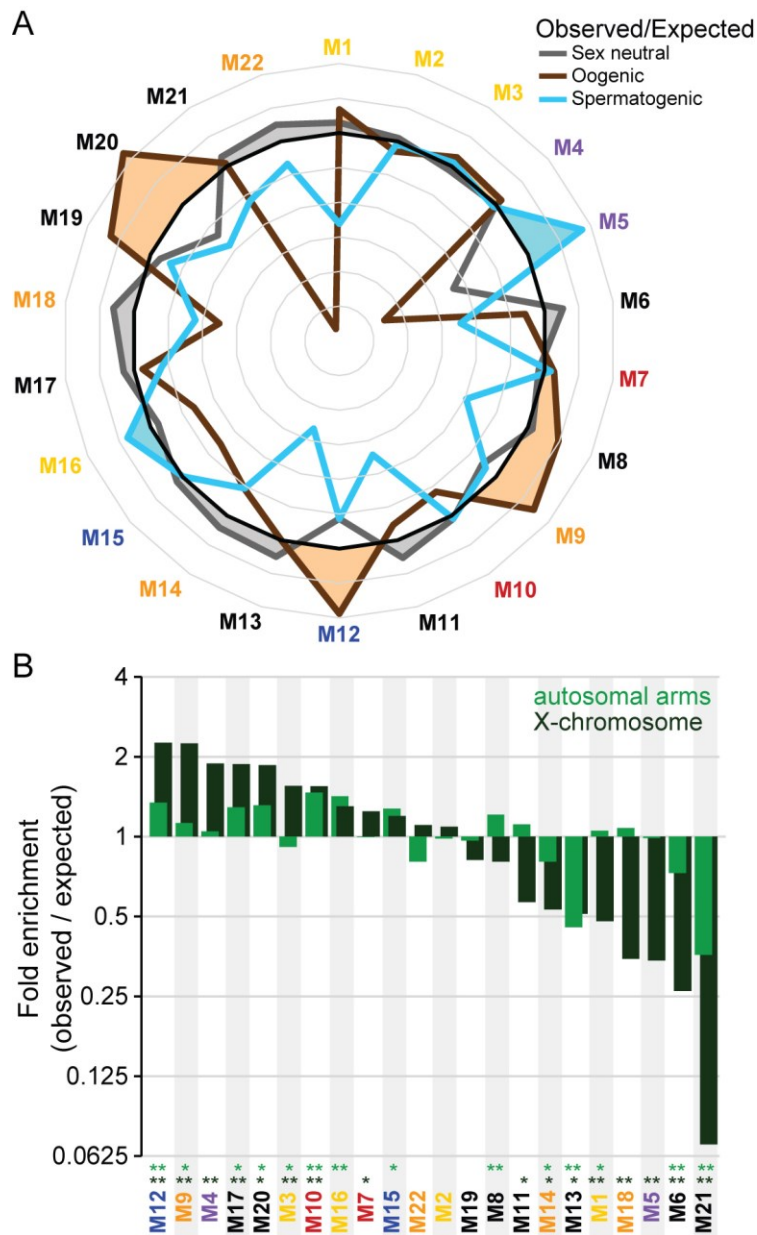 A
Observed/Expected
Sex neutral
Oogenic
Spermatogenic
M1
M2
M3
M4
M5
M6
M7
M8
M9
M10
M11
M12
M13
M14
M15
M16
M17
M18
M19
M20
M21
M22
B
autosomal arms
X-chromosome
Fold enrichment
(observed / expected)
4
2
1
0.5
0.25
0.125
0.0625
** * * * * ** ** * ** * ** * ** **
** ** ** ** ** ** ** * * ** ** ** ** ** ** **
M12 M9 M4 M17 M20 M3 M10 M16 M7 M15 M22 M2 M19 M8 M11 M14 M13 M1 M18 M5 M6 M21